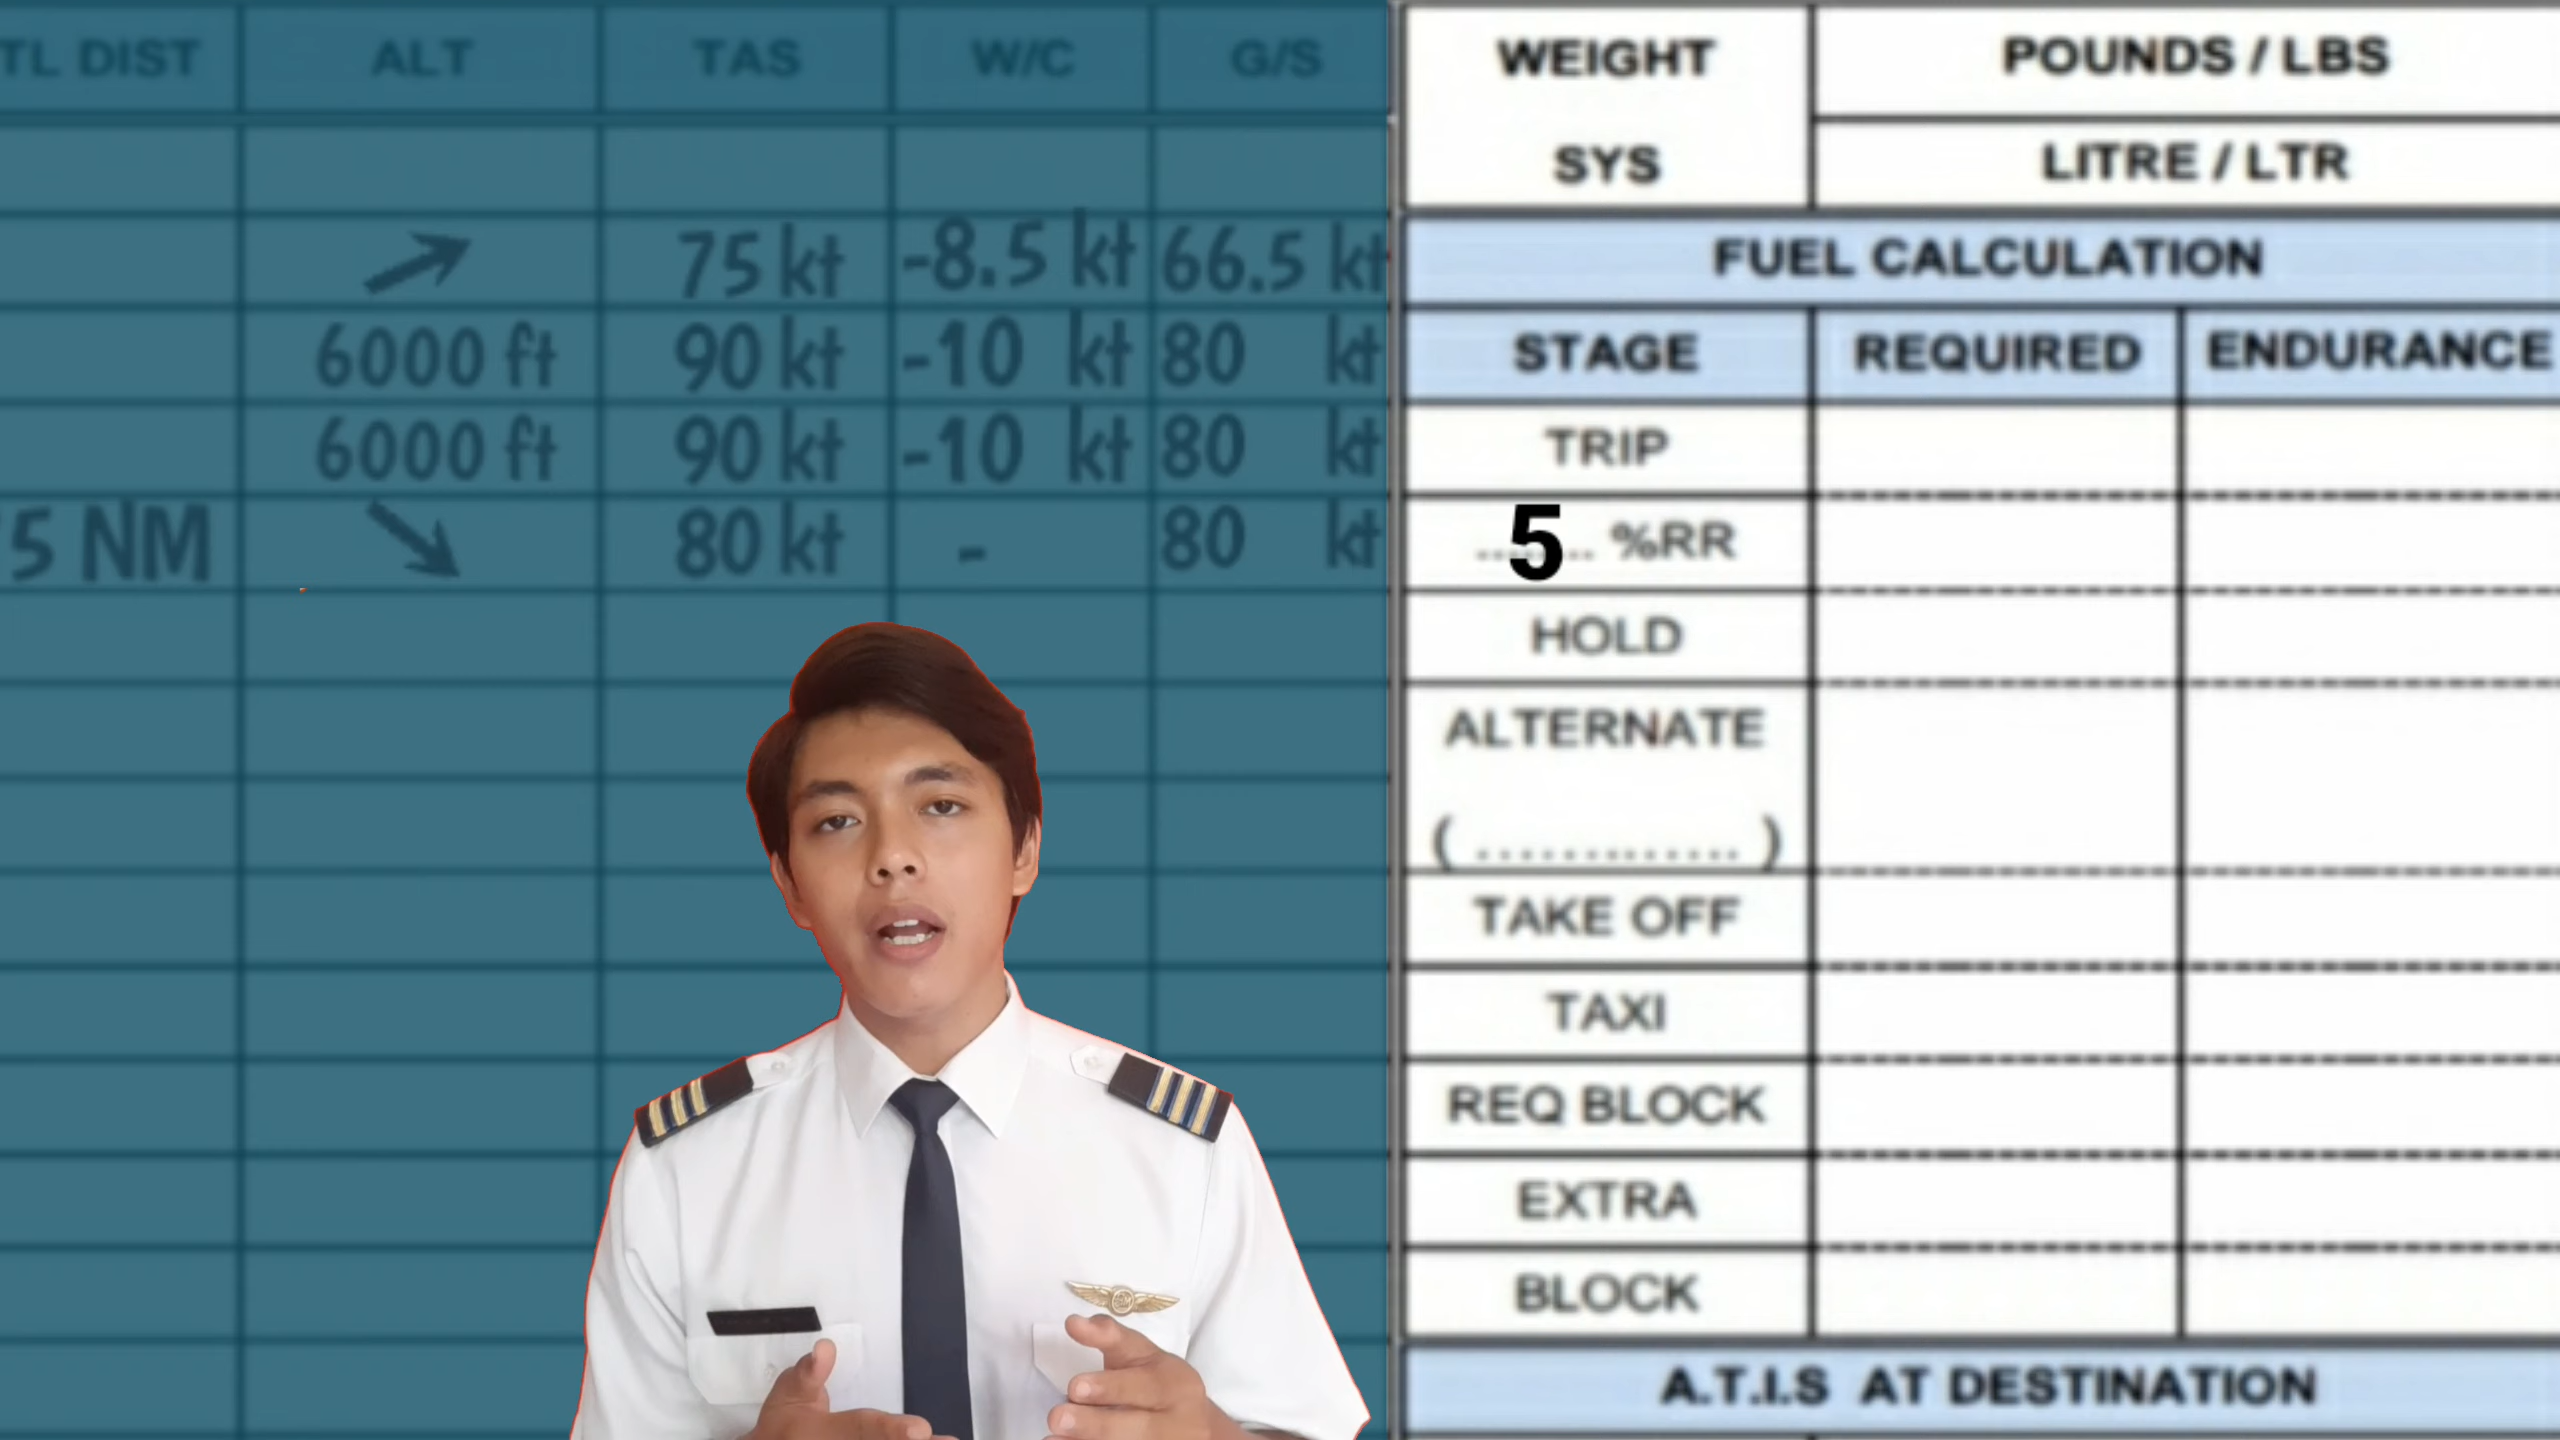 TL DIST ALT TAS W/C G/S
75 kt -8.5 kt 66.5 kt
6000 ft 90 kt -10 kt 80 kt
6000 ft 90 kt -10 kt 80 kt
5 NM 80 kt - 80 kt
WEIGHT SYS
POUNDS / LBS
LITRE / LTR
FUEL CALCULATION
STAGE REQUIRED ENDURANCE
TRIP
5 %RR
HOLD
ALTERNATE
( .............. )
TAKE OFF
TAXI
REQ BLOCK
EXTRA
BLOCK
A.T.I.S AT DESTINATION